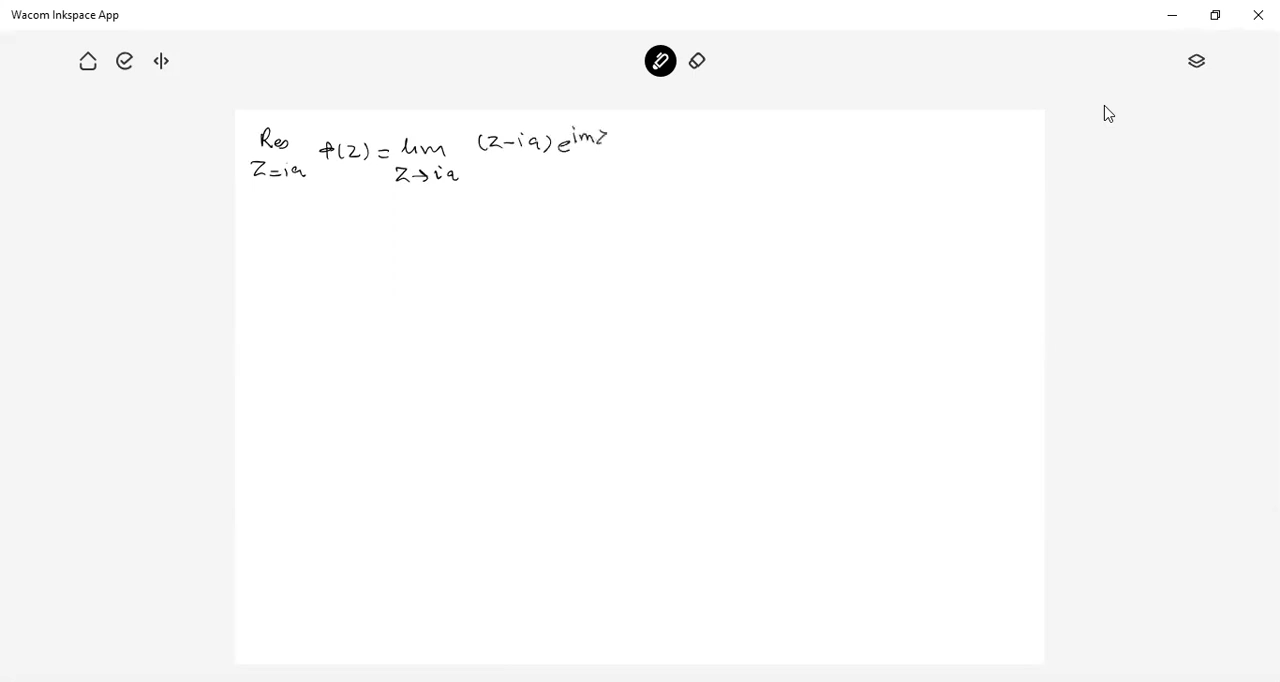 Wacom Inkspace App
Res f(z) = lim (z-ia) e^{imz}
z=ia z→ia